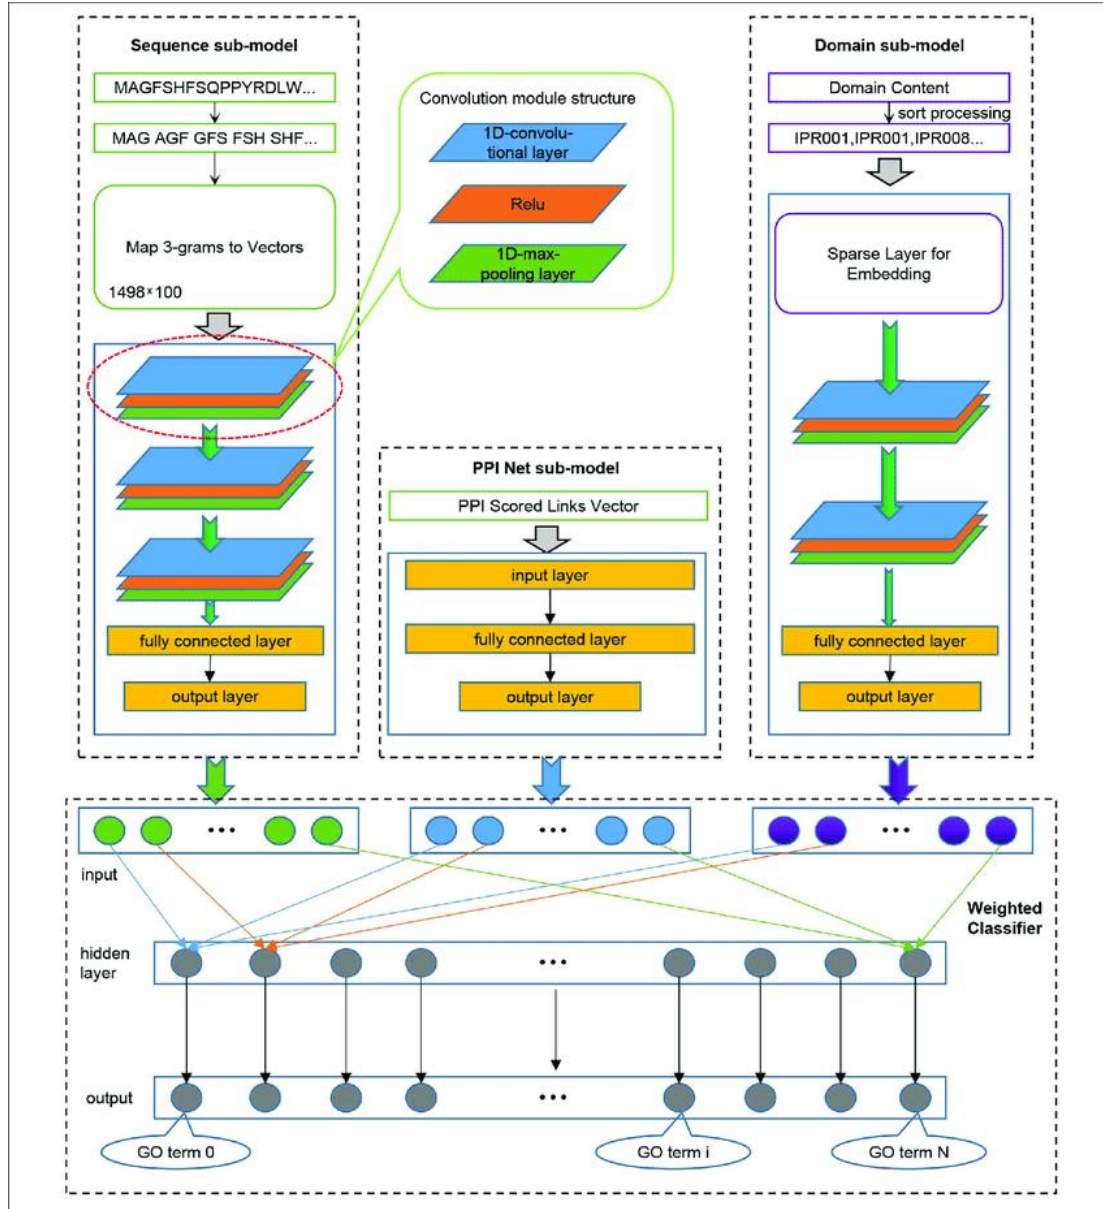 Sequence sub-model
MAGFSHFSQPPYRDLW...
MAG AGF GFS FSH SHF...
Map 3-grams to Vectors
1498×100
fully connected layer
output layer
Convolution module structure
1D-convolu-
tional layer
Relu
1D-max-
pooling layer
PPI Net sub-model
PPI Scored Links Vector
input layer
fully connected layer
output layer
Domain sub-model
Domain Content
sort processing
IPR001,IPR001,IPR008...
Sparse Layer for
Embedding
fully connected layer
output layer
...
...
...
input
Weighted
Classifier
hidden
layer
...
output
...
GO term 0
GO term i
GO term N